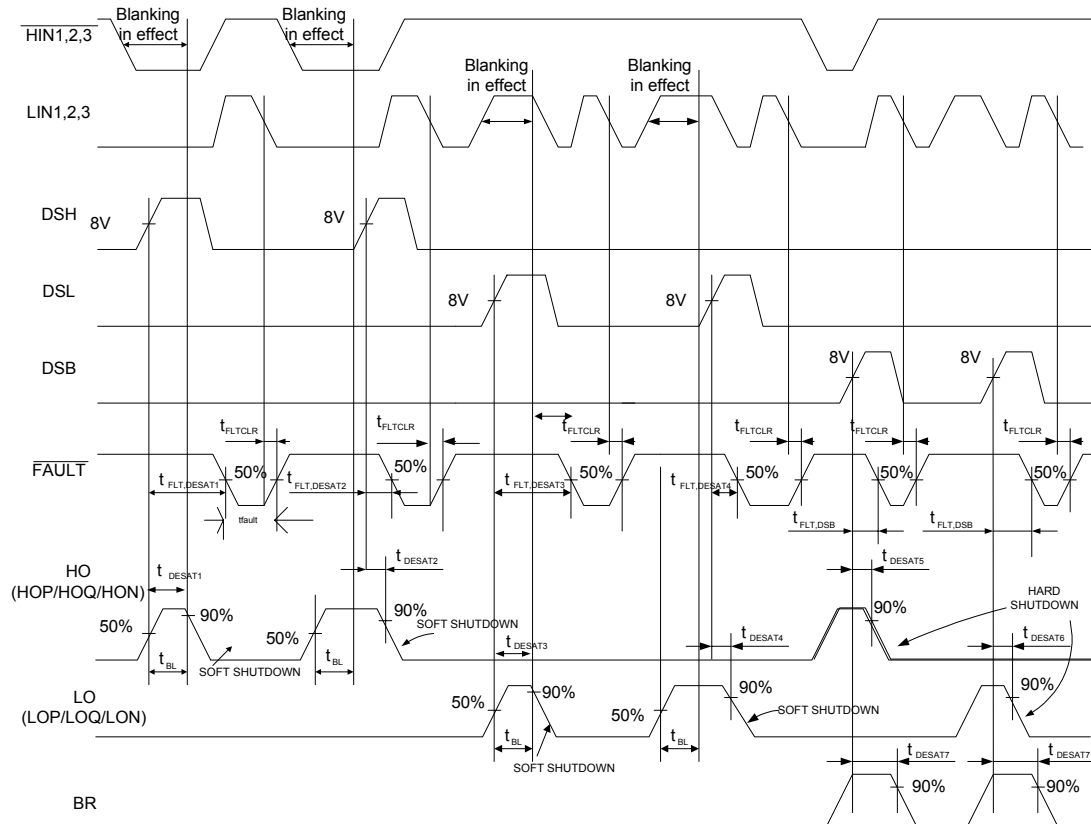 Blanking
in effect
Blanking
in effect
HIN1,2,3
Blanking
in effect
Blanking
in effect
LIN1,2,3
DSH
8V
8V
DSL
8V
8V
DSB
8V
8V
tFLTCLR
tFLTCLR
tFLTCLR
tFLTCLR
tFLTCLR
tFLTCLR
FAULT
50%
50%
50%
50%
50%
50%
tFLT,DESAT1
tFLT,DESAT2
tFLT,DESAT3
tFLT,DESAT4
tfault
tFLT,DSB
tFLT,DSB
HO
(HOP/HOQ/HON)
tDESAT1
tDESAT2
tDESAT5
HARD
SHUTDOWN
50%
90%
50%
90%
SOFT SHUTDOWN
90%
tDESAT3
tDESAT4
tDESAT6
tBL
SOFT SHUTDOWN
tBL
LO
(LOP/LOQ/LON)
50%
90%
50%
90%
SOFT SHUTDOWN
90%
tBL
SOFT SHUTDOWN
tBL
tDESAT7
tDESAT7
BR
90%
90%